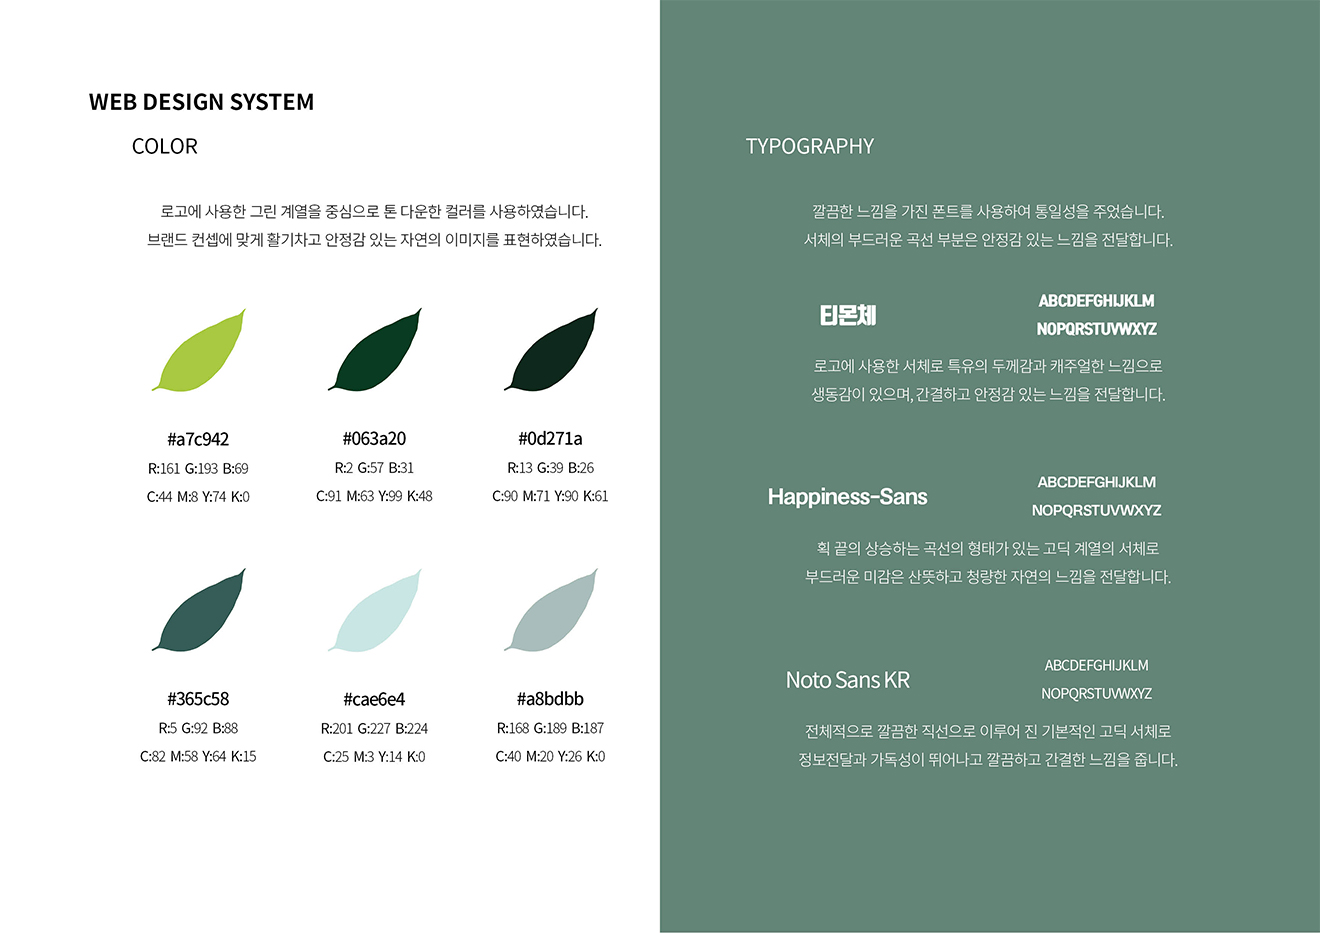 WEB DESIGN SYSTEM
COLOR
로고에 사용한 그린 계열을 중심으로 톤 다운한 컬러를 사용하였습니다.
브랜드 컨셉에 맞게 활기차고 안정감 있는 자연의 이미지를 표현하였습니다.
#a7c942
R:161 G:193 B:69
C:44 M:8 Y:74 K:0
#063a20
R:2 G:57 B:31
C:91 M:63 Y:99 K:48
#0d271a
R:13 G:39 B:26
C:90 M:71 Y:90 K:61
#365c58
R:5 G:92 B:88
C:82 M:58 Y:64 K:15
#cae6e4
R:201 G:227 B:224
C:25 M:3 Y:14 K:0
#a8bdbb
R:168 G:189 B:187
C:40 M:20 Y:26 K:0
TYPOGRAPHY
깔끔한 느낌을 가진 폰트를 사용하여 통일성을 주었습니다.
서체의 부드러운 곡선 부분은 안정감 있는 느낌을 전달합니다.
티몬체
ABCDEFGHIJKLM
NOPQRSTUVWXYZ
로고에 사용한 서체로 특유의 두께감과 캐주얼한 느낌으로
생동감이 있으며, 간결하고 안정감 있는 느낌을 전달합니다.
Happiness-Sans
ABCDEFGHIJKLM
NOPQRSTUVWXYZ
획 끝의 상승하는 곡선의 형태가 있는 고딕 계열의 서체로
부드러운 미감은 산뜻하고 청량한 자연의 느낌을 전달합니다.
Noto Sans KR
ABCDEFGHIJKLM
NOPQRSTUVWXYZ
전체적으로 깔끔한 직선으로 이루어 진 기본적인 고딕 서체로
정보전달과 가독성이 뛰어나고 깔끔하고 간결한 느낌을 줍니다.